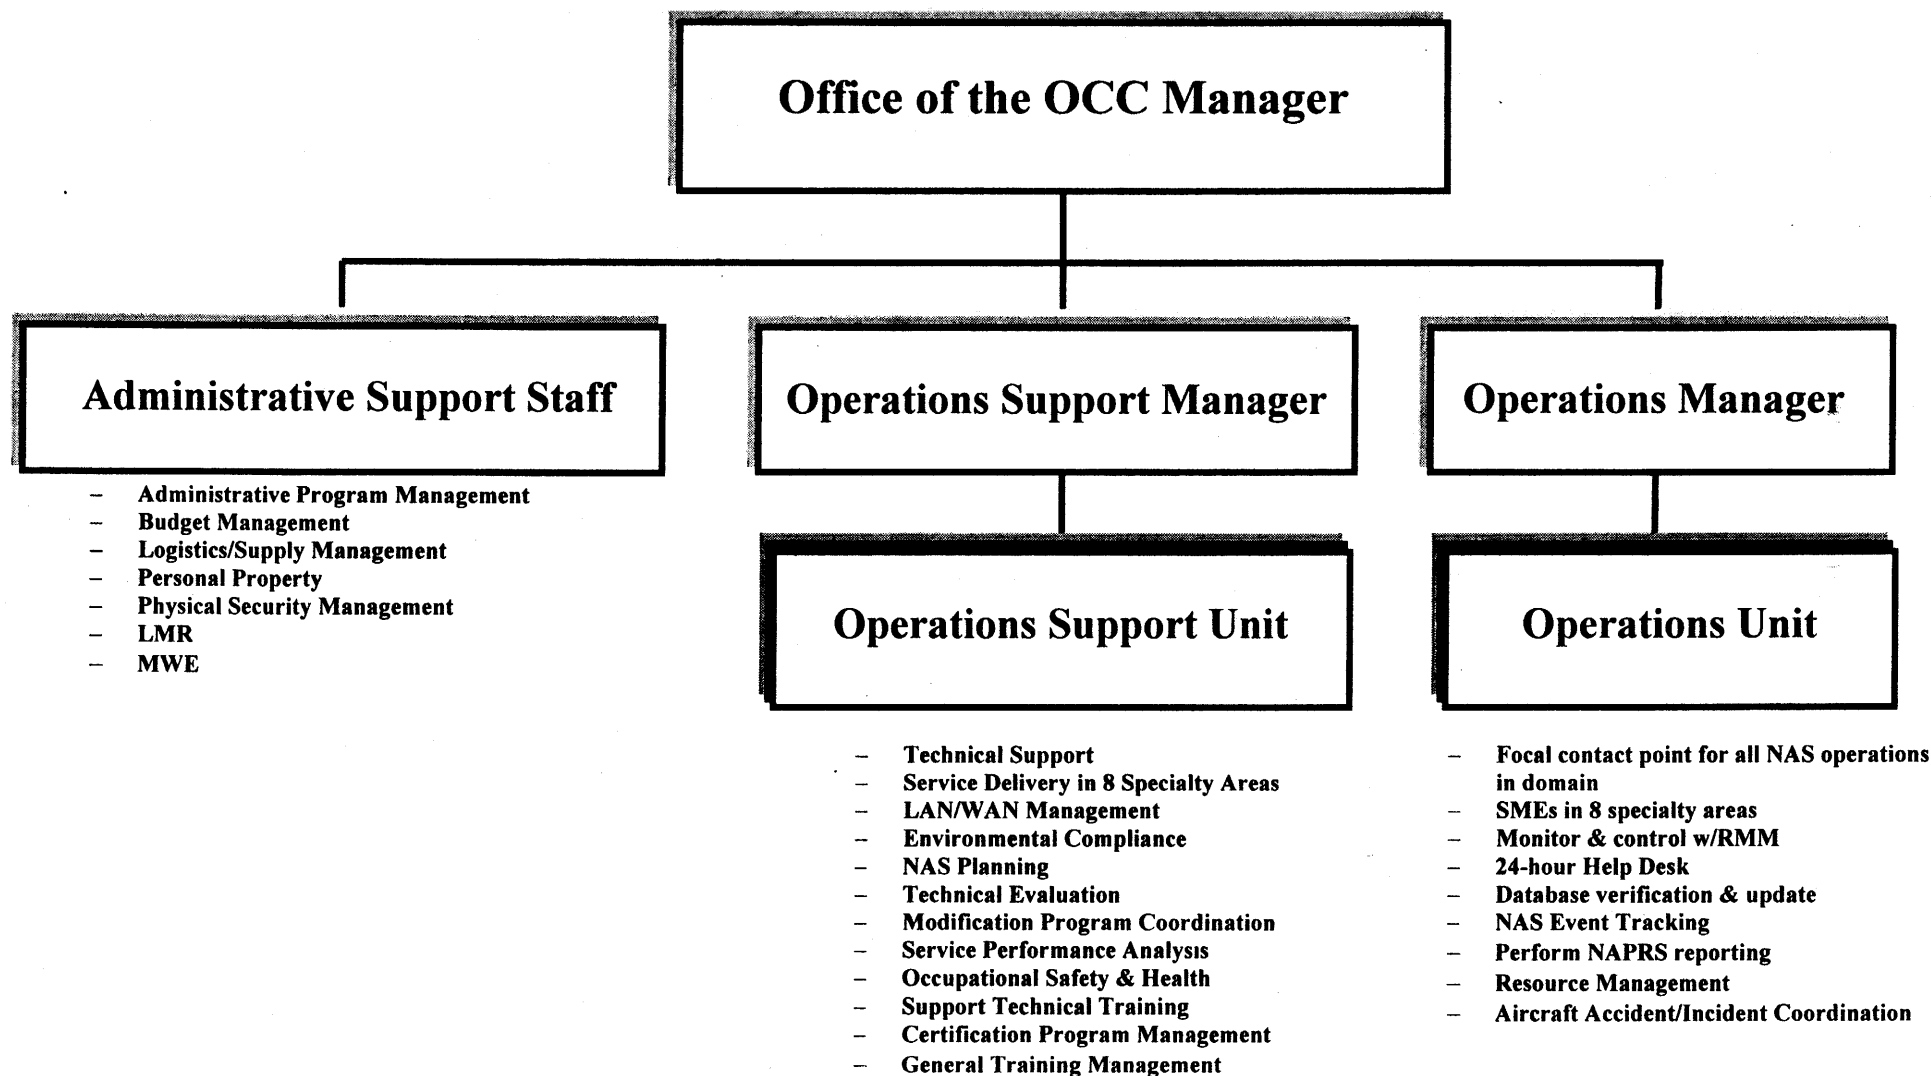 Office of the OCC Manager
Administrative Support Staff
– Administrative Program Management
– Budget Management
– Logistics/Supply Management
– Personal Property
– Physical Security Management
– LMR
– MWE
Operations Support Manager
Operations Support Unit
– Technical Support
– Service Delivery in 8 Specialty Areas
– LAN/WAN Management
– Environmental Compliance
– NAS Planning
– Technical Evaluation
– Modification Program Coordination
– Service Performance Analysis
– Occupational Safety & Health
– Support Technical Training
– Certification Program Management
– General Training Management
Operations Manager
Operations Unit
– Focal contact point for all NAS operations
in domain
– SMEs in 8 specialty areas
– Monitor & control w/RMM
– 24-hour Help Desk
– Database verification & update
– NAS Event Tracking
– Perform NAPRS reporting
– Resource Management
– Aircraft Accident/Incident Coordination